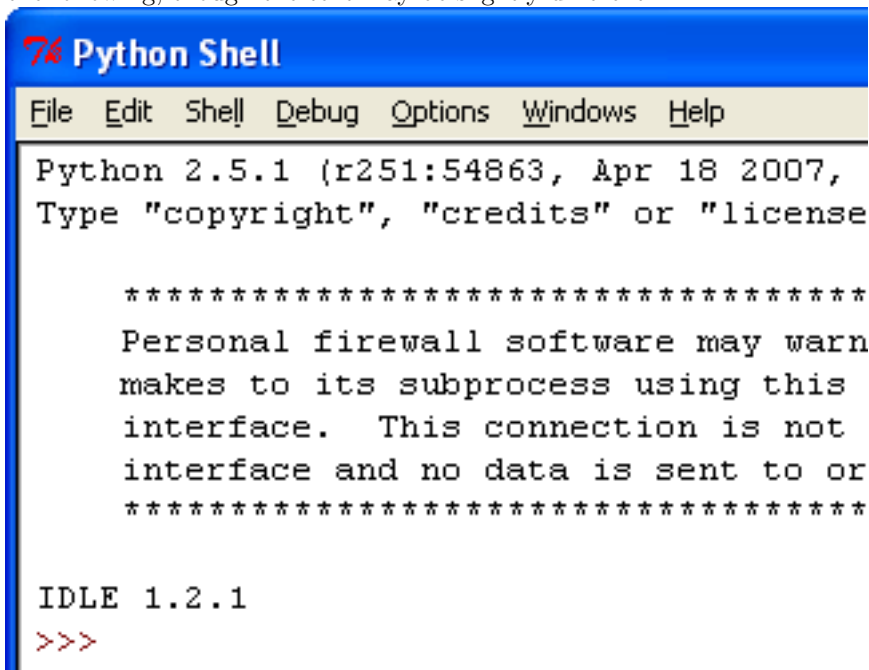 7% Python Shell
File Edit Shell Debug Options Windows Help
Python 2.5.1 (r251:54863, Apr 18 2007,
Type "copyright", "credits" or "license
***********************************
Personal firewall software may warn
makes to its subprocess using this
interface. This connection is not
interface and no data is sent to or
***********************************
IDLE 1.2.1
>>>